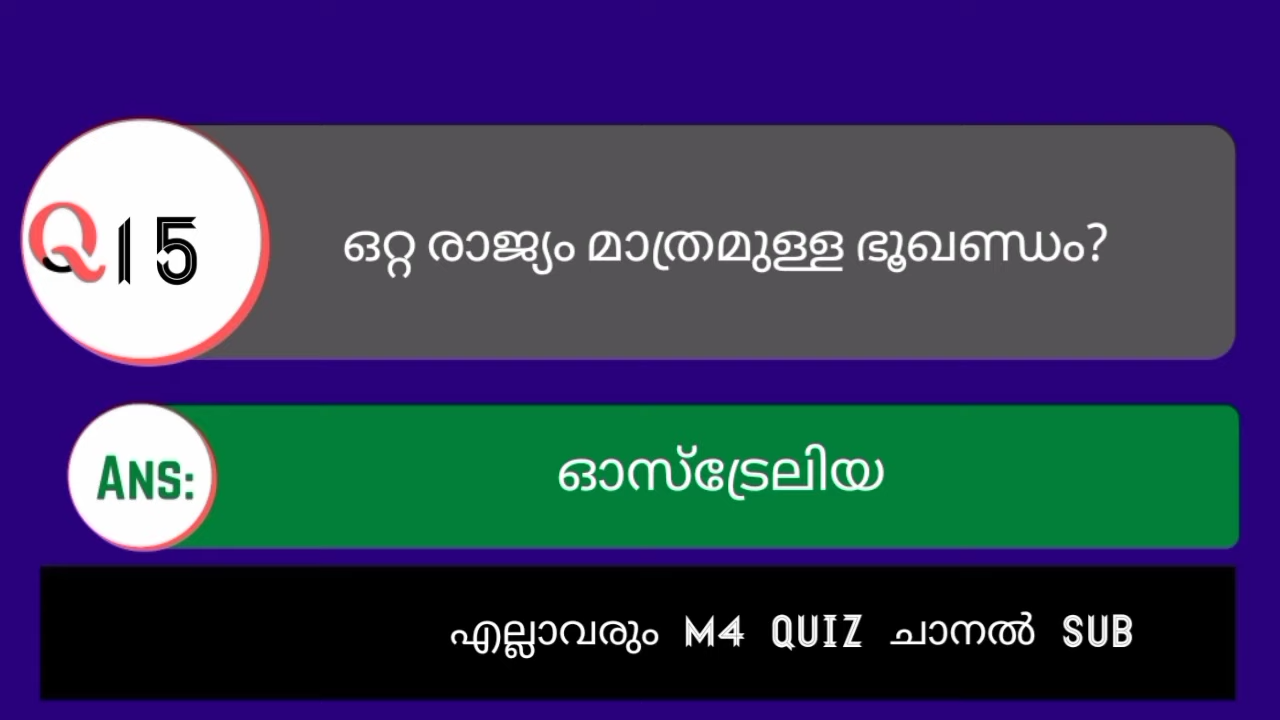 Q15
ഒറ്റ രാജ്യം മാത്രമുള്ള ഭൂഖണ്ഡം?
ANS:
ഓസ്ട്രേലിയ
എല്ലാവരും M4 QUIZ ചാനൽ SUB